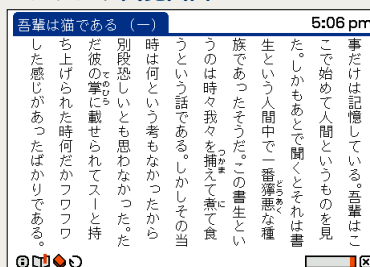 吾輩は猫である （一）
5:06 pm
事だけは記憶している。吾輩はこ
こで始めて人間というものを見
た。しかもあとで聞くとそれは書
生という人間中で一番獰悪な種
族であったそうだ。この書生とい
うのは時々我々を捕えて煮て食
うという話である。しかしその当
時は何という考もなかったから
別段恐しいとも思わなかった。た
だ彼の掌に載せられてスーと持
ち上げられた時何だかフワフワ
した感じがあったばかりである。